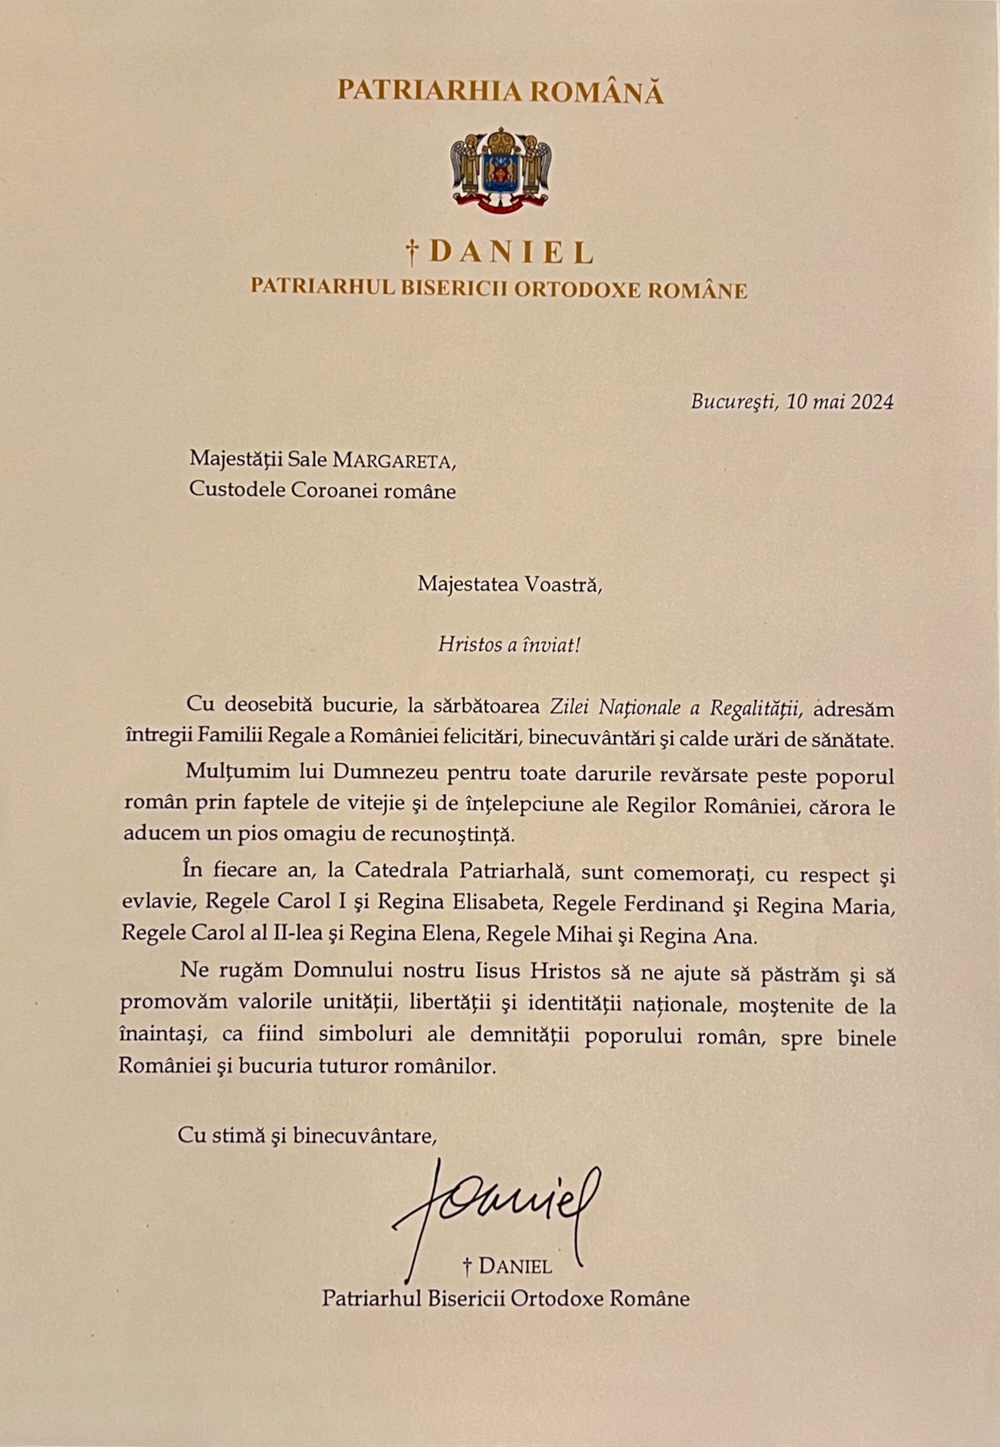 PATRIARHIA ROMÂNĂ
† DANIEL
PATRIARHUL BISERICII ORTODOXE ROMÂNE
Bucureşti, 10 mai 2024
Majestăţii Sale MARGARETA,
Custodele Coroanei române
Majestatea Voastră,
Hristos a înviat!
Cu deosebită bucurie, la sărbătoarea Zilei Naţionale a Regalităţii, adresăm
întregii Familii Regale a României felicitări, binecuvântări şi calde urări de sănătate.
Mulţumim lui Dumnezeu pentru toate darurile revărsate peste poporul
român prin faptele de vitejie şi de înţelepciune ale Regilor României, cărora le
aducem un pios omagiu de recunoştinţă.
În fiecare an, la Catedrala Patriarhală, sunt comemoraţi, cu respect şi
evlavie, Regele Carol I şi Regina Elisabeta, Regele Ferdinand şi Regina Maria,
Regele Carol al II-lea şi Regina Elena, Regele Mihai şi Regina Ana.
Ne rugăm Domnului nostru Iisus Hristos să ne ajute să păstrăm şi să
promovăm valorile unităţii, libertăţii şi identităţii naţionale, moştenite de la
înaintaşi, ca fiind simboluri ale demnităţii poporului român, spre binele
României şi bucuria tuturor românilor.
Cu stimă şi binecuvântare,
† Daniel
† DANIEL
Patriarhul Bisericii Ortodoxe Române